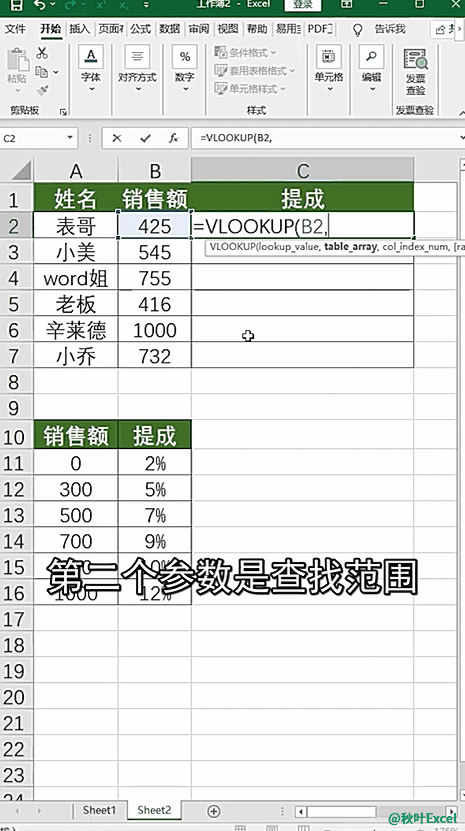 工作簿2 - Excel
登录
文件 开始 插入 页面布 公式 数据 审阅 视图 帮助 易用宝 PDF工 告诉我
粘贴 字体 对齐方式 数字 条件格式 单元格 编辑 发票查验
套用表格格式
单元格样式
剪贴板 样式 发票查验
C2 fx =VLOOKUP(B2,
A B C
1 姓名 销售额 提成
2 表哥 425 =VLOOKUP(B2,
VLOOKUP(lookup_value, table_array, col_index_num, [ra
3 小美 545
4 word姐 755
5 老板 416
6 辛莱德 1000
7 小乔 732
8
9
10 销售额 提成
11 0 2%
12 300 5%
13 500 7%
14 700 9%
15
第二个参数是查找范围
16 1000 12%
17
18
19
20
21
22
23
24
Sheet1 Sheet2
@秋叶Excel